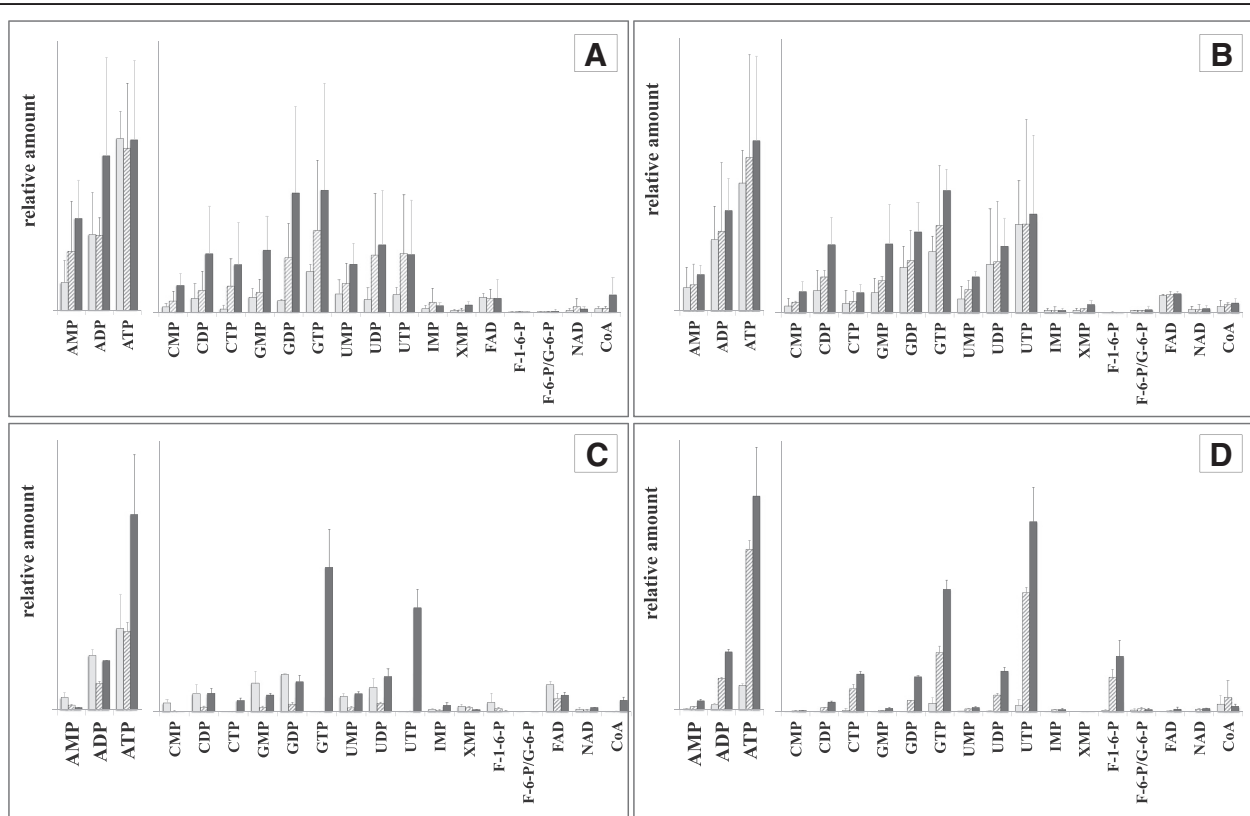 A
relative amount
AMP
ADP
ATP
CMP
CDP
CTP
GMP
GDP
GTP
UMP
UDP
UTP
IMP
XMP
FAD
F-1-6-P
F-6-P/G-6-P
NAD
CoA
B
relative amount
AMP
ADP
ATP
CMP
CDP
CTP
GMP
GDP
GTP
UMP
UDP
UTP
IMP
XMP
F-1-6-P
F-6-P/G-6-P
FAD
NAD
CoA
C
relative amount
AMP
ADP
ATP
CMP
CDP
CTP
GMP
GDP
GTP
UMP
UDP
UTP
IMP
XMP
F-1-6-P
F-6-P/G-6-P
FAD
NAD
CoA
D
relative amount
AMP
ADP
ATP
CMP
CDP
CTP
GMP
GDP
GTP
UMP
UDP
UTP
IMP
XMP
F-1-6-P
F-6-P/G-6-P
FAD
NAD
CoA